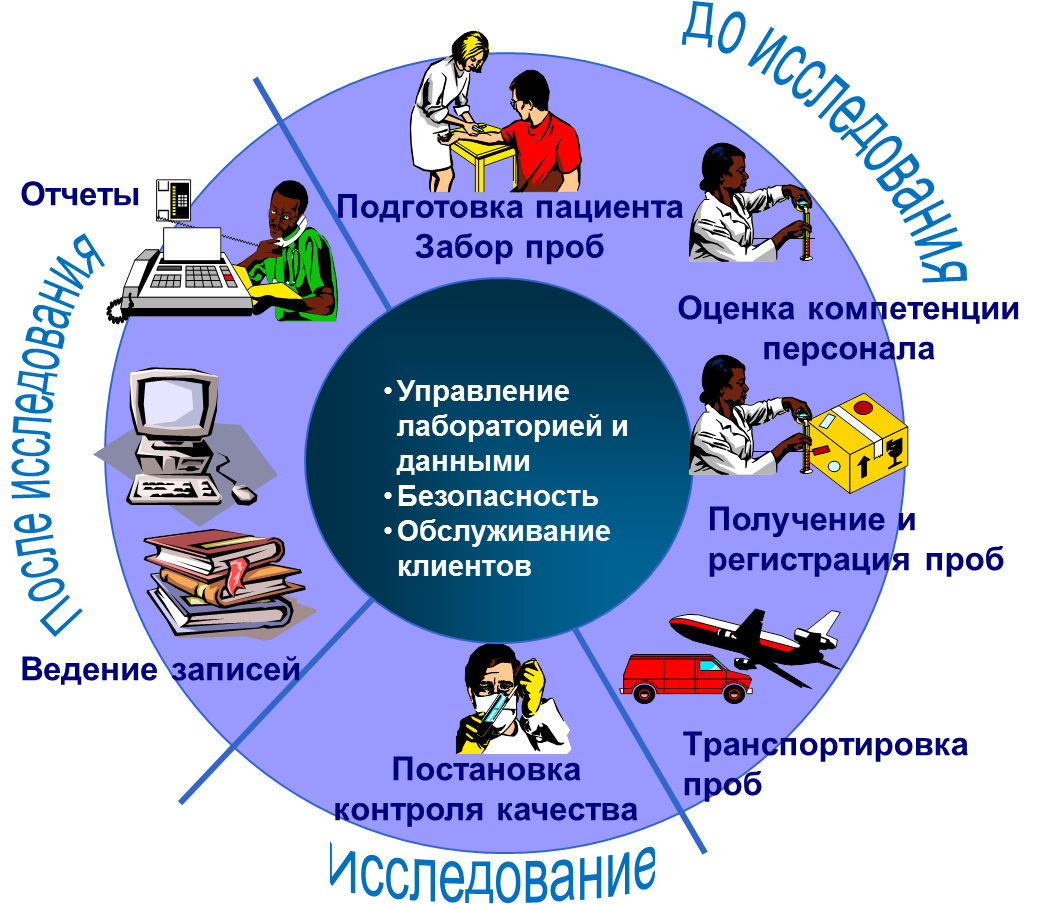 До исследования
Подготовка пациента
Забор проб
Оценка компетенции
персонала
Получение и
регистрация проб
Транспортировка
проб
Исследование
Постановка
контроля качества
После исследования
Ведение записей
Отчеты
• Управление
лабораторией и
данными
• Безопасность
• Обслуживание
клиентов